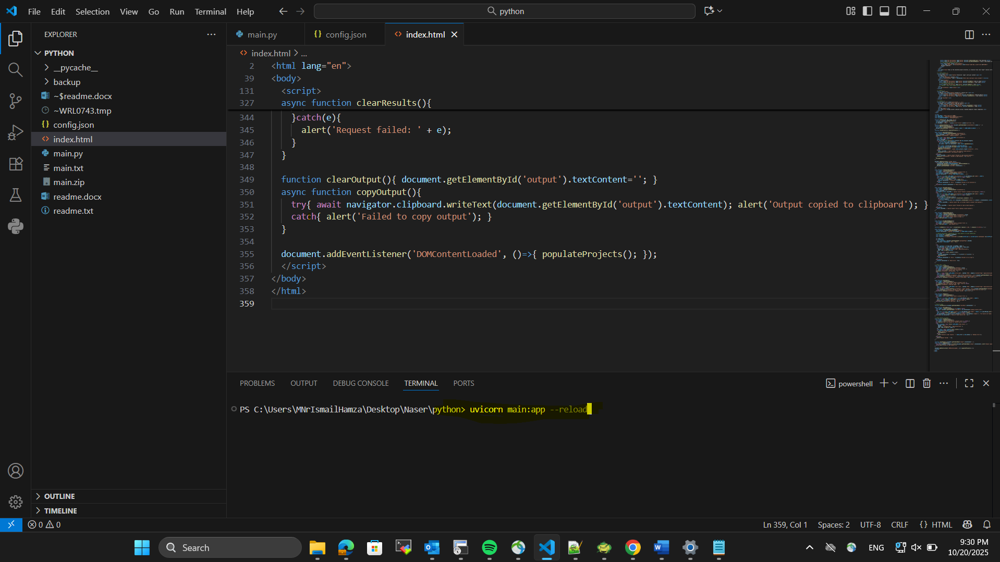 File Edit Selection View Go Run Terminal Help
python
EXPLORER
PYTHON
__pycache__
backup
~$readme.docx
~WRL0743.tmp
config.json
index.html
main.py
main.txt
main.zip
readme.docx
readme.txt
OUTLINE
TIMELINE
main.py
config.json
index.html
index.html > ...
2 <html lang="en">
39 <body>
131 <script>
327 async function clearResults(){
344 }catch(e){
345 alert('Request failed: ' + e);
346 }
347 }
348
349 function clearOutput(){ document.getElementById('output').textContent=''; }
350 async function copyOutput(){
351 try{ await navigator.clipboard.writeText(document.getElementById('output').textContent); alert('Output copied to clipboard'); }
352 catch{ alert('Failed to copy output'); }
353 }
354
355 document.addEventListener('DOMContentLoaded', ()=>{ populateProjects(); });
356 </script>
357 </body>
358 </html>
359
PROBLEMS OUTPUT DEBUG CONSOLE TERMINAL PORTS
powershell
PS C:\Users\MNrIsmailHamza\Desktop\Naser\python> uvicorn main:app --reload
0 0
Ln 359, Col 1 Spaces: 2 UTF-8 CRLF {} HTML
Search
ENG
9:30 PM
10/20/2025